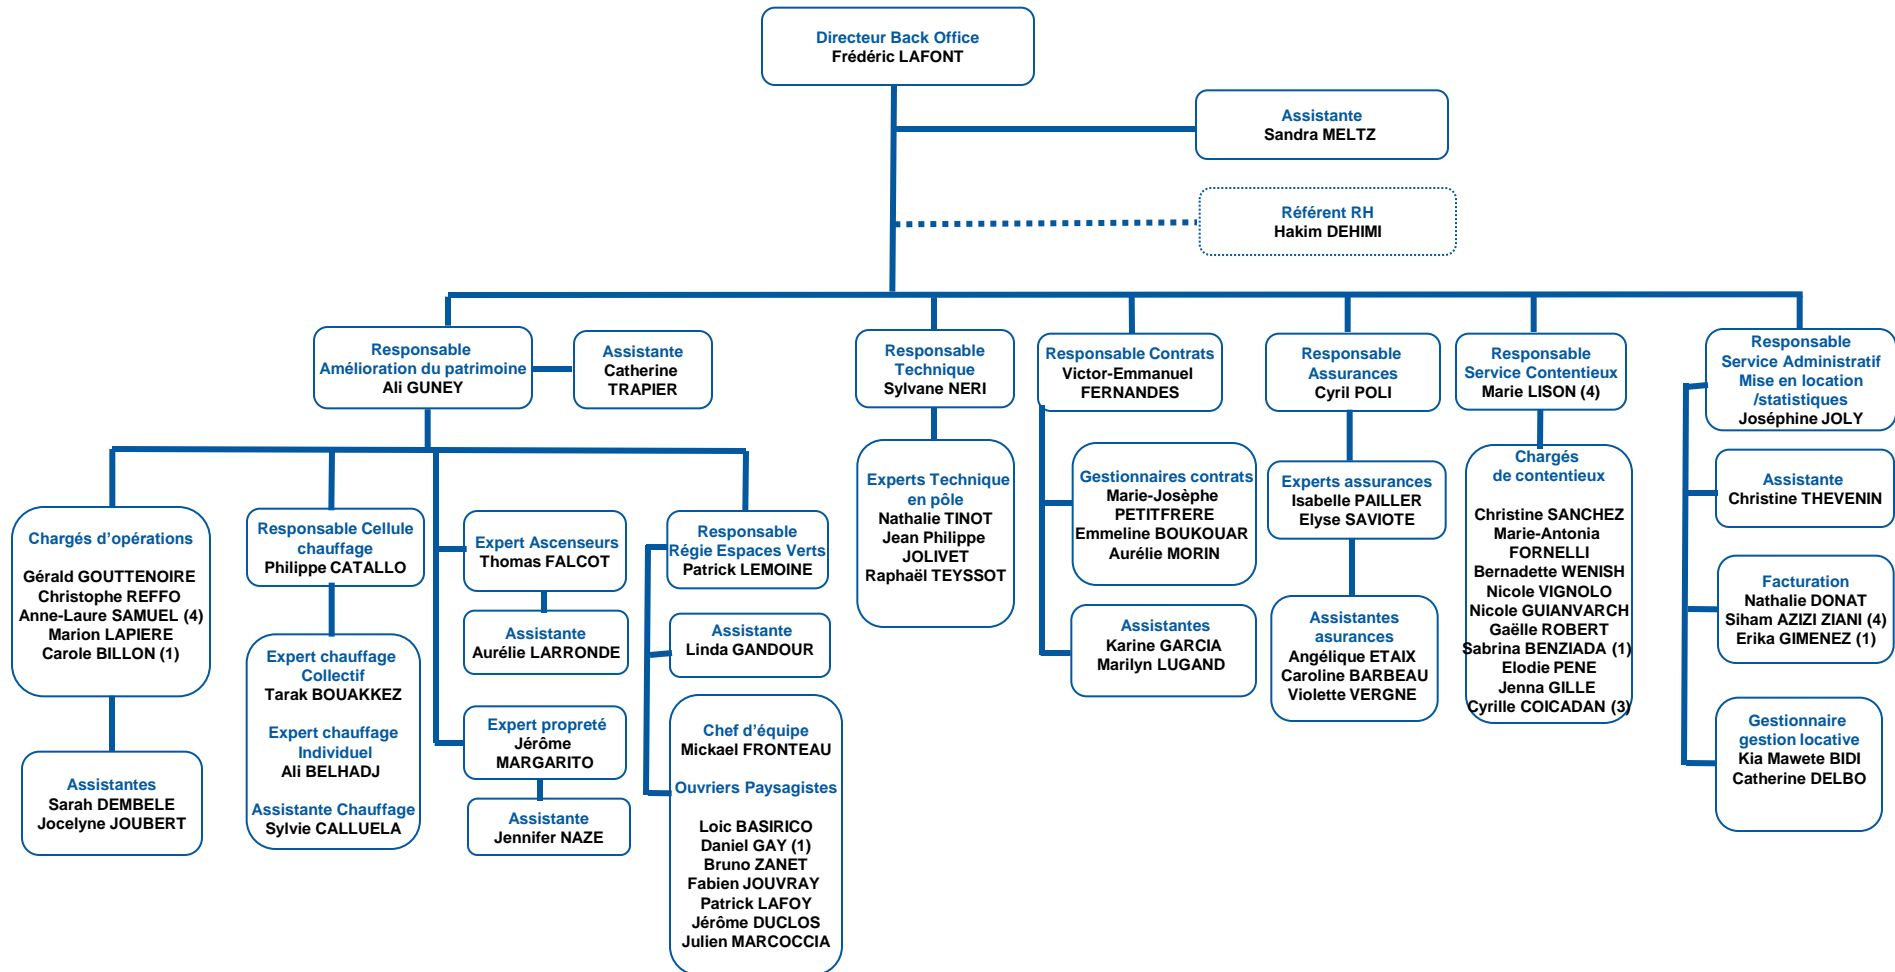 Directeur Back Office
Frédéric LAFONT
Assistante
Sandra MELTZ
Référent RH
Hakim DEHIMI
Responsable
Amélioration du patrimoine
Ali GUNEY
Assistante
Catherine
TRAPIER
Responsable
Technique
Sylvane NERI
Responsable Contrats
Victor-Emmanuel
FERNANDES
Responsable
Assurances
Cyril POLI
Responsable
Service Contentieux
Marie LISON (4)
Responsable
Service Administratif
Mise en location
/statistiques
Joséphine JOLY
Chargés d’opérations
Gérald GOUTTENOIRE
Christophe REFFO
Anne-Laure SAMUEL (4)
Marion LAPIERE
Carole BILLON (1)
Assistantes
Sarah DEMBELE
Jocelyne JOUBERT
Responsable Cellule
chauffage
Philippe CATALLO
Expert chauffage
Collectif
Tarak BOUAKKEZ
Expert chauffage
Individuel
Ali BELHADJ
Assistante Chauffage
Sylvie CALLUELA
Expert Ascenseurs
Thomas FALCOT
Assistante
Aurélie LARRONDE
Expert propreté
Jérôme
MARGARITO
Assistante
Jennifer NAZE
Responsable
Régie Espaces Verts
Patrick LEMOINE
Assistante
Linda GANDOUR
Chef d’équipe
Mickael FRONTEAU
Ouvriers Paysagistes
Loic BASIRICO
Daniel GAY (1)
Bruno ZANET
Fabien JOUVRAY
Patrick LAFOY
Jérôme DUCLOS
Julien MARCOCCIA
Experts Technique
en pôle
Nathalie TINOT
Jean Philippe
JOLIVET
Raphaël TEYSSOT
Gestionnaires contrats
Marie-Josèphe
PETITFRERE
Emmeline BOUKOUAR
Aurélie MORIN
Assistantes
Karine GARCIA
Marilyn LUGAND
Experts assurances
Isabelle PAILLER
Elyse SAVIOTE
Assistantes
asurances
Angélique ETAIX
Caroline BARBEAU
Violette VERGNE
Chargés
de contentieux
Christine SANCHEZ
Marie-Antonia
FORNELLI
Bernadette WENISH
Nicole VIGNOLO
Nicole GUIANVARCH
Gaëlle ROBERT
Sabrina BENZIADA (1)
Elodie PENE
Jenna GILLE
Cyrille COICADAN (3)
Assistante
Christine THEVENIN
Facturation
Nathalie DONAT
Siham AZIZI ZIANI (4)
Erika GIMENEZ (1)
Gestionnaire
gestion locative
Kia Mawete BIDI
Catherine DELBO